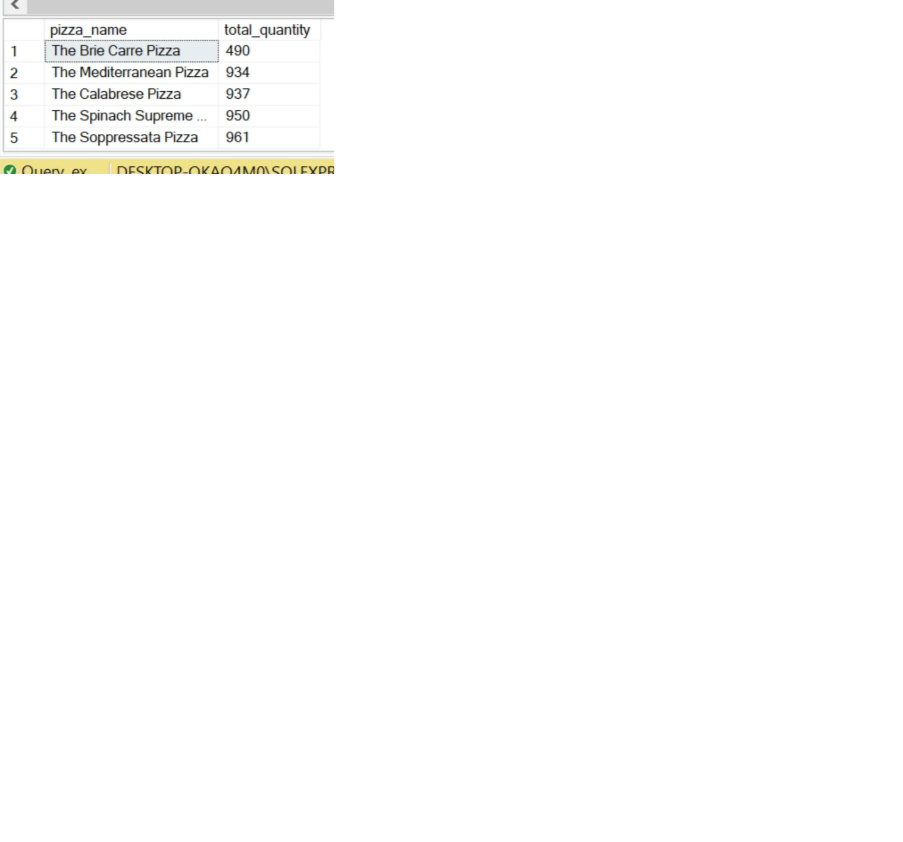 pizza_name total_quantity
1 The Brie Carre Pizza 490
2 The Mediterranean Pizza 934
3 The Calabrese Pizza 937
4 The Spinach Supreme ... 950
5 The Soppressata Pizza 961
Query ex... DESKTOP-OKAO4M0\SQLEXPR